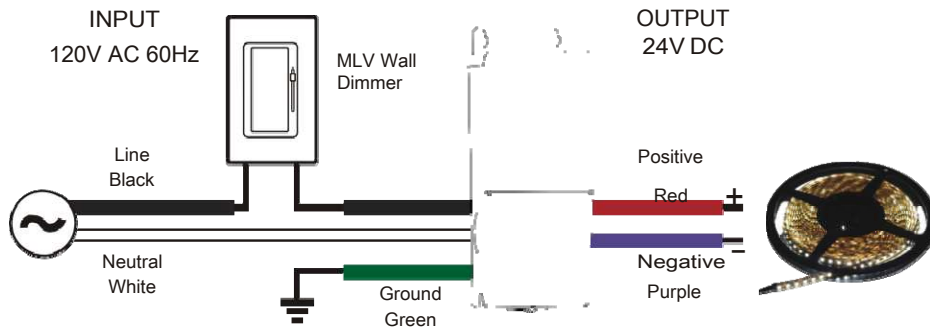 INPUT
120V AC 60Hz
MLV Wall
Dimmer
OUTPUT
24V DC
Line
Black
Positive
Red
+
Neutral
White
Ground
Green
–
Negative
Purple